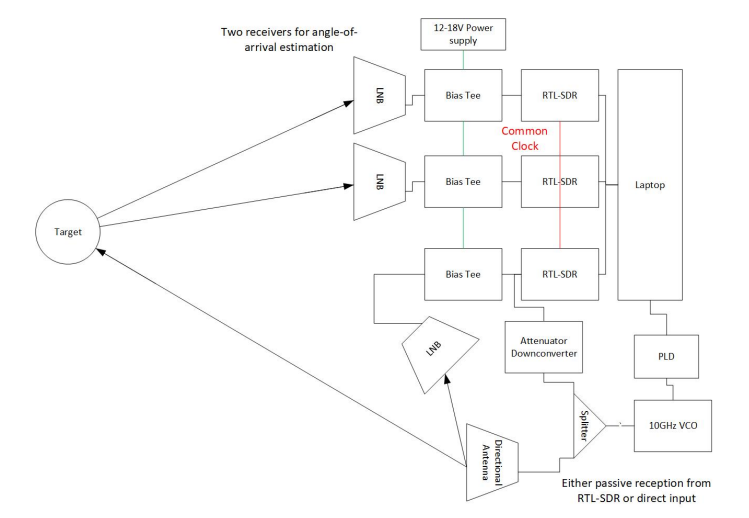 Two receivers for angle-of-
arrival estimation
12-18V Power
supply
LNB
Bias Tee
RTL-SDR
Common
Clock
LNB
Bias Tee
RTL-SDR
Laptop
Target
Bias Tee
RTL-SDR
LNB
Attenuator
Downconverter
PLD
Splitter
10GHz VCO
Directional
Antenna
Either passive reception from
RTL-SDR or direct input